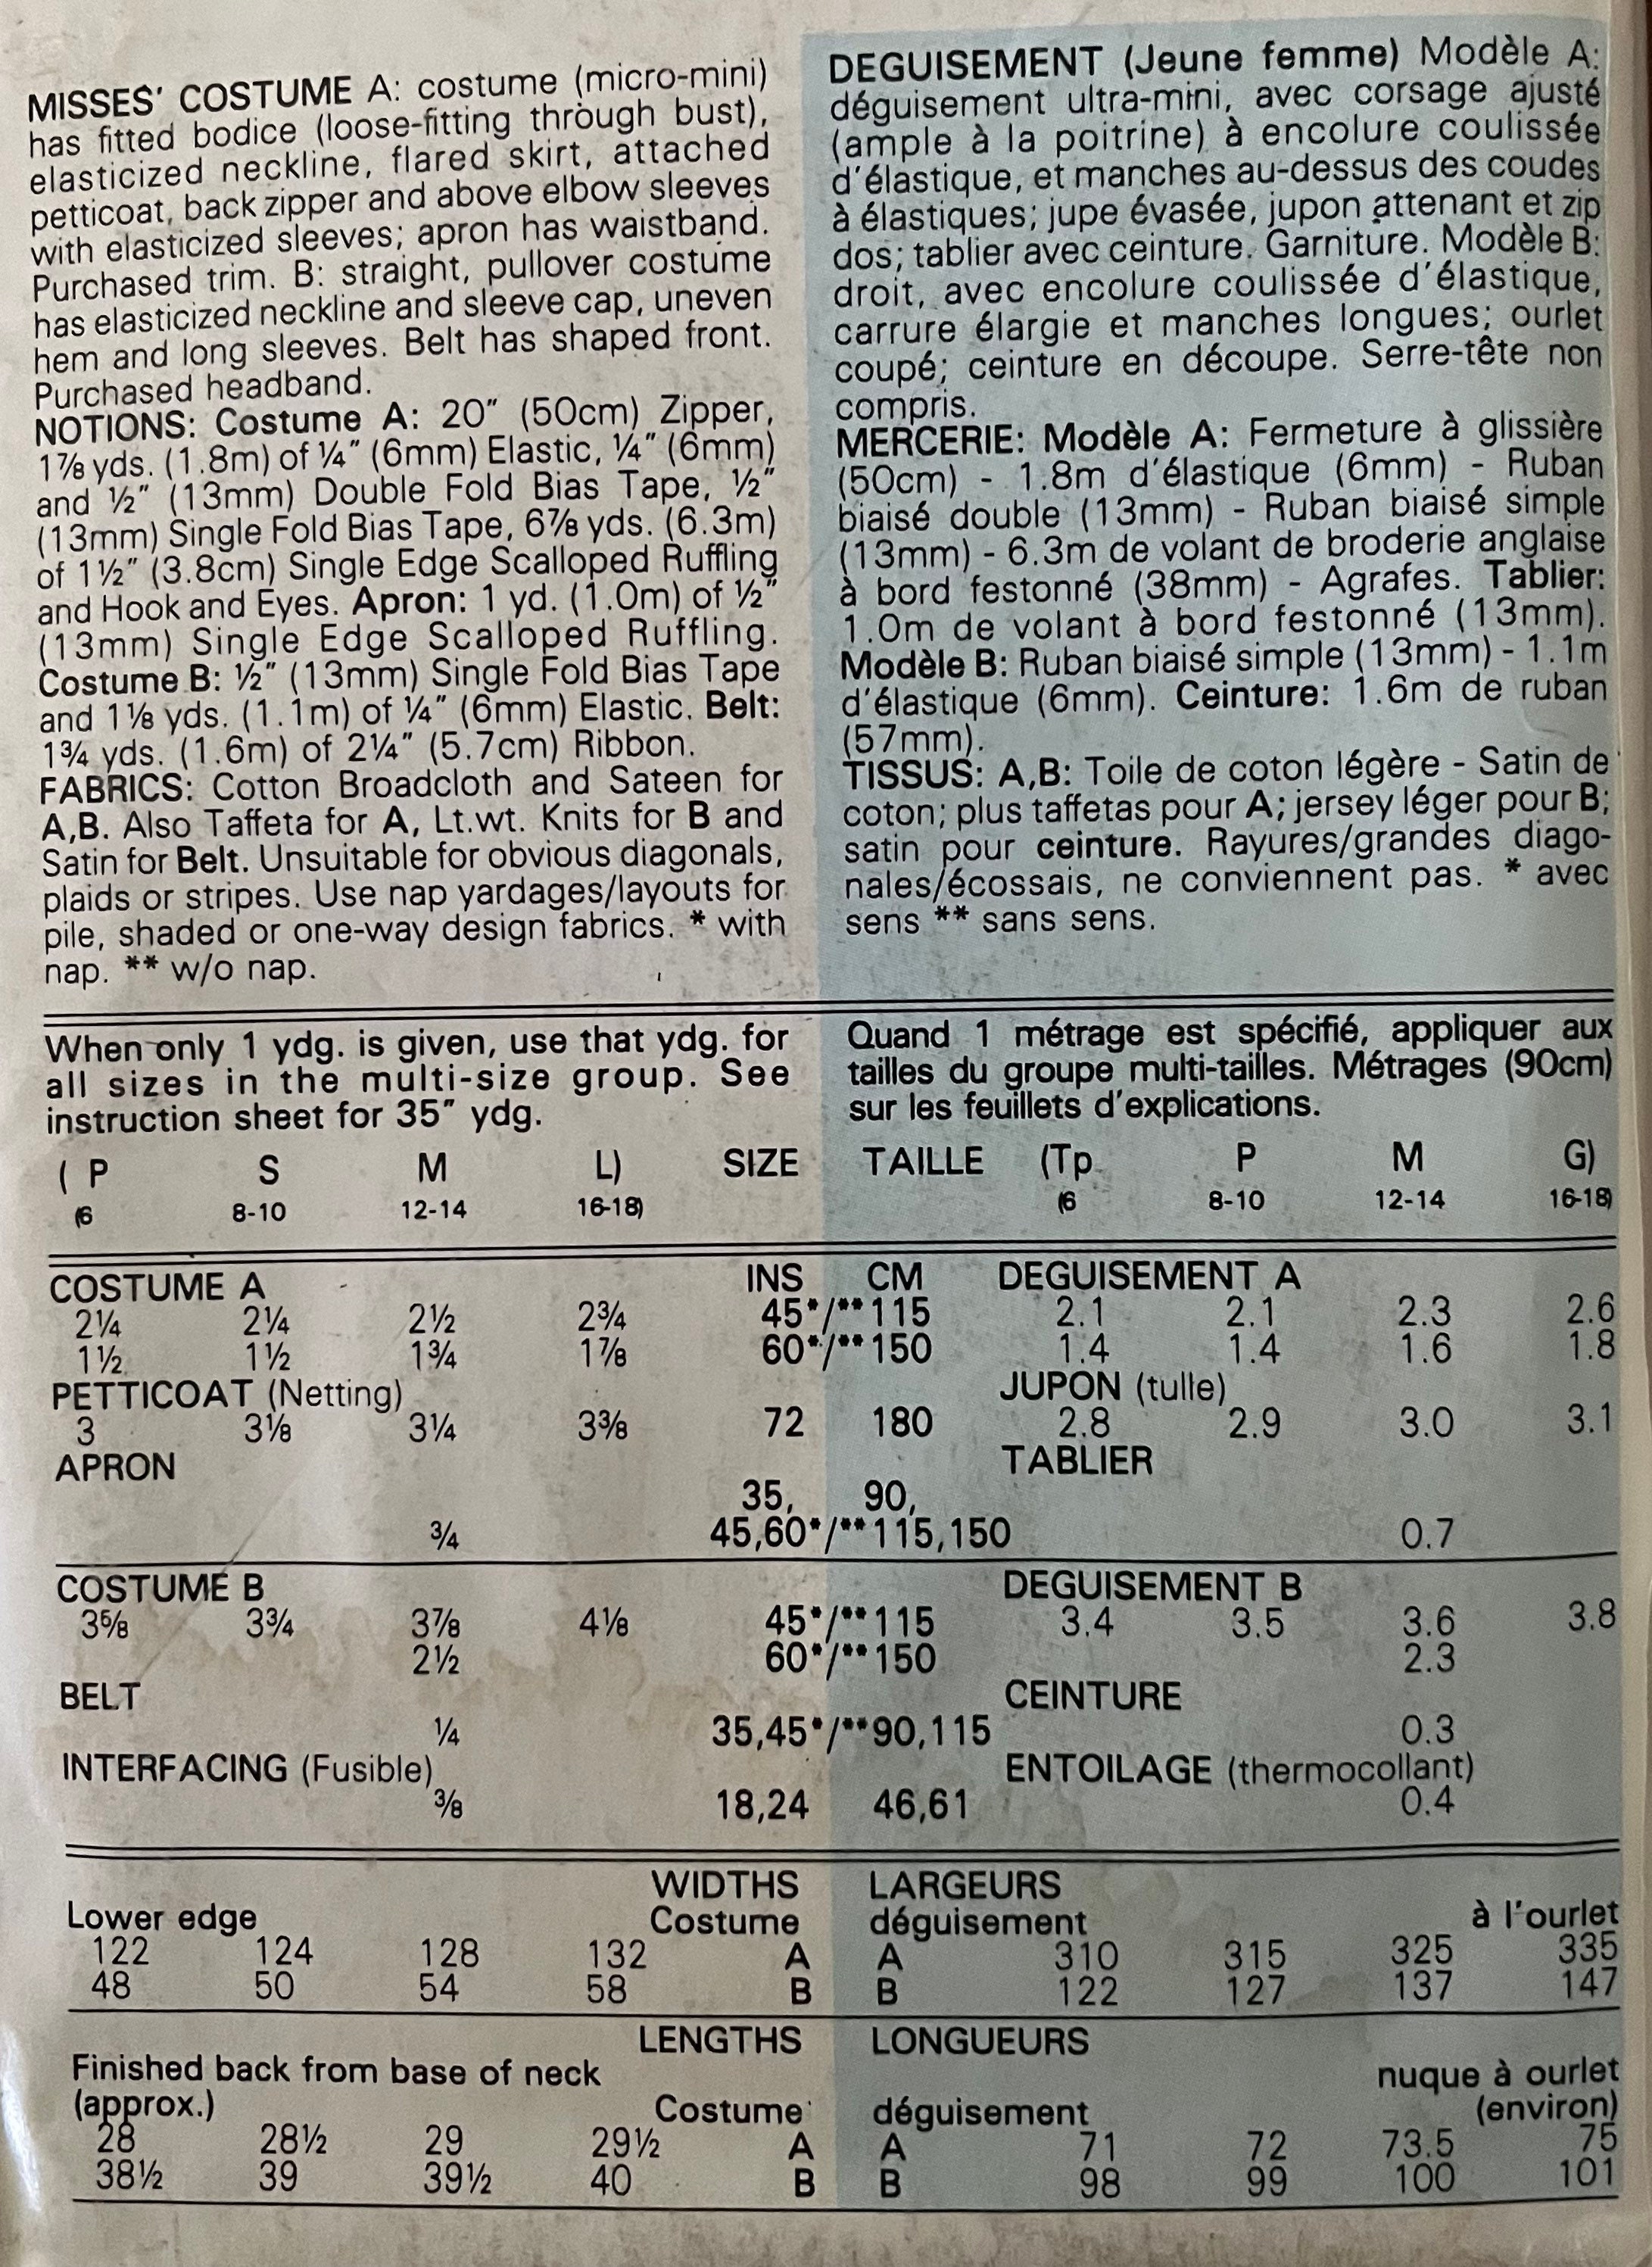 MISSES' COSTUME A: costume (micro-mini)
has fitted bodice (loose-fitting through bust),
elasticized neckline, flared skirt, attached
petticoat, back zipper and above elbow sleeves
with elasticized sleeves; apron has waistband.
Purchased trim. B: straight, pullover costume
has elasticized neckline and sleeve cap, uneven
hem and long sleeves. Belt has shaped front.
Purchased headband.
NOTIONS: Costume A: 20" (50cm) Zipper,
1⅞ yds. (1.8m) of ¼" (6mm) Elastic, ¼" (6mm)
and ½" (13mm) Double Fold Bias Tape, ½"
(13mm) Single Fold Bias Tape, 6⅞ yds. (6.3m)
of 1½" (3.8cm) Single Edge Scalloped Ruffling
and Hook and Eyes. Apron: 1 yd. (1.0m) of ½"
(13mm) Single Edge Scalloped Ruffling.
Costume B: ½" (13mm) Single Fold Bias Tape
and 1⅛ yds. (1.1m) of ¼" (6mm) Elastic. Belt:
1¾ yds. (1.6m) of 2¼" (5.7cm) Ribbon.
FABRICS: Cotton Broadcloth and Sateen for
A,B. Also Taffeta for A, Lt.wt. Knits for B and
Satin for Belt. Unsuitable for obvious diagonals,
plaids or stripes. Use nap yardages/layouts for
pile, shaded or one-way design fabrics. * with
nap. ** w/o nap.
DEGUISEMENT (Jeune femme) Modèle A:
déguisement ultra-mini, avec corsage ajusté
(ample à la poitrine) à encolure coulissée
d'élastique, et manches au-dessus des coudes
à élastiques; jupe évasée, jupon attenant et zip
dos; tablier avec ceinture. Garniture. Modèle B:
droit, avec encolure coulissée d'élastique,
carrure élargie et manches longues; ourlet
coupé; ceinture en découpe. Serre-tête non
compris.
MERCERIE: Modèle A: Fermeture à glissière
(50cm) - 1.8m d'élastique (6mm) - Ruban
biaisé double (13mm) - Ruban biaisé simple
(13mm) - 6.3m de volant de broderie anglaise
à bord festonné (38mm) - Agrafes. Tablier:
1.0m de volant à bord festonné (13mm).
Modèle B: Ruban biaisé simple (13mm) - 1.1m
d'élastique (6mm). Ceinture: 1.6m de ruban
(57mm).
TISSUS: A,B: Toile de coton légère - Satin de
coton; plus taffetas pour A; jersey léger pour B;
satin pour ceinture. Rayures/grandes diago-
nales/écossais, ne conviennent pas. * avec
sens ** sans sens.
When only 1 ydg. is given, use that ydg. for
all sizes in the multi-size group. See
instruction sheet for 35" ydg.
Quand 1 métrage est spécifié, appliquer aux
tailles du groupe multi-tailles. Métrages (90cm)
sur les feuillets d'explications.
( P S M L) SIZE TAILLE (Tp P M G)
(6 8-10 12-14 16-18) (6 8-10 12-14 16-18)
COSTUME A INS CM DEGUISEMENT A
2¼ 2¼ 2½ 2¾ 45*/**115 2.1 2.1 2.3 2.6
1½ 1½ 1¾ 1⅞ 60*/**150 1.4 1.4 1.6 1.8
PETTICOAT (Netting) JUPON (tulle)
3 3⅛ 3¼ 3⅜ 72 180 2.8 2.9 3.0 3.1
APRON TABLIER
35, 90,
¾ 45,60*/**115,150 0.7
COSTUME B DEGUISEMENT B
3⅝ 3¾ 3⅞ 4⅛ 45*/**115 3.4 3.5 3.6 3.8
2½ 60*/**150 2.3
BELT CEINTURE
¼ 35,45*/**90,115 0.3
INTERFACING (Fusible) ENTOILAGE (thermocollant)
⅜ 18,24 46,61 0.4
WIDTHS LARGEURS
Lower edge Costume déguisement à l'ourlet
122 124 128 132 A A 310 315 325 335
48 50 54 58 B B 122 127 137 147
LENGTHS LONGUEURS
Finished back from base of neck nuque à ourlet
(approx.) Costume déguisement (environ)
28 28½ 29 29½ A A 71 72 73.5 75
38½ 39 39½ 40 B B 98 99 100 101